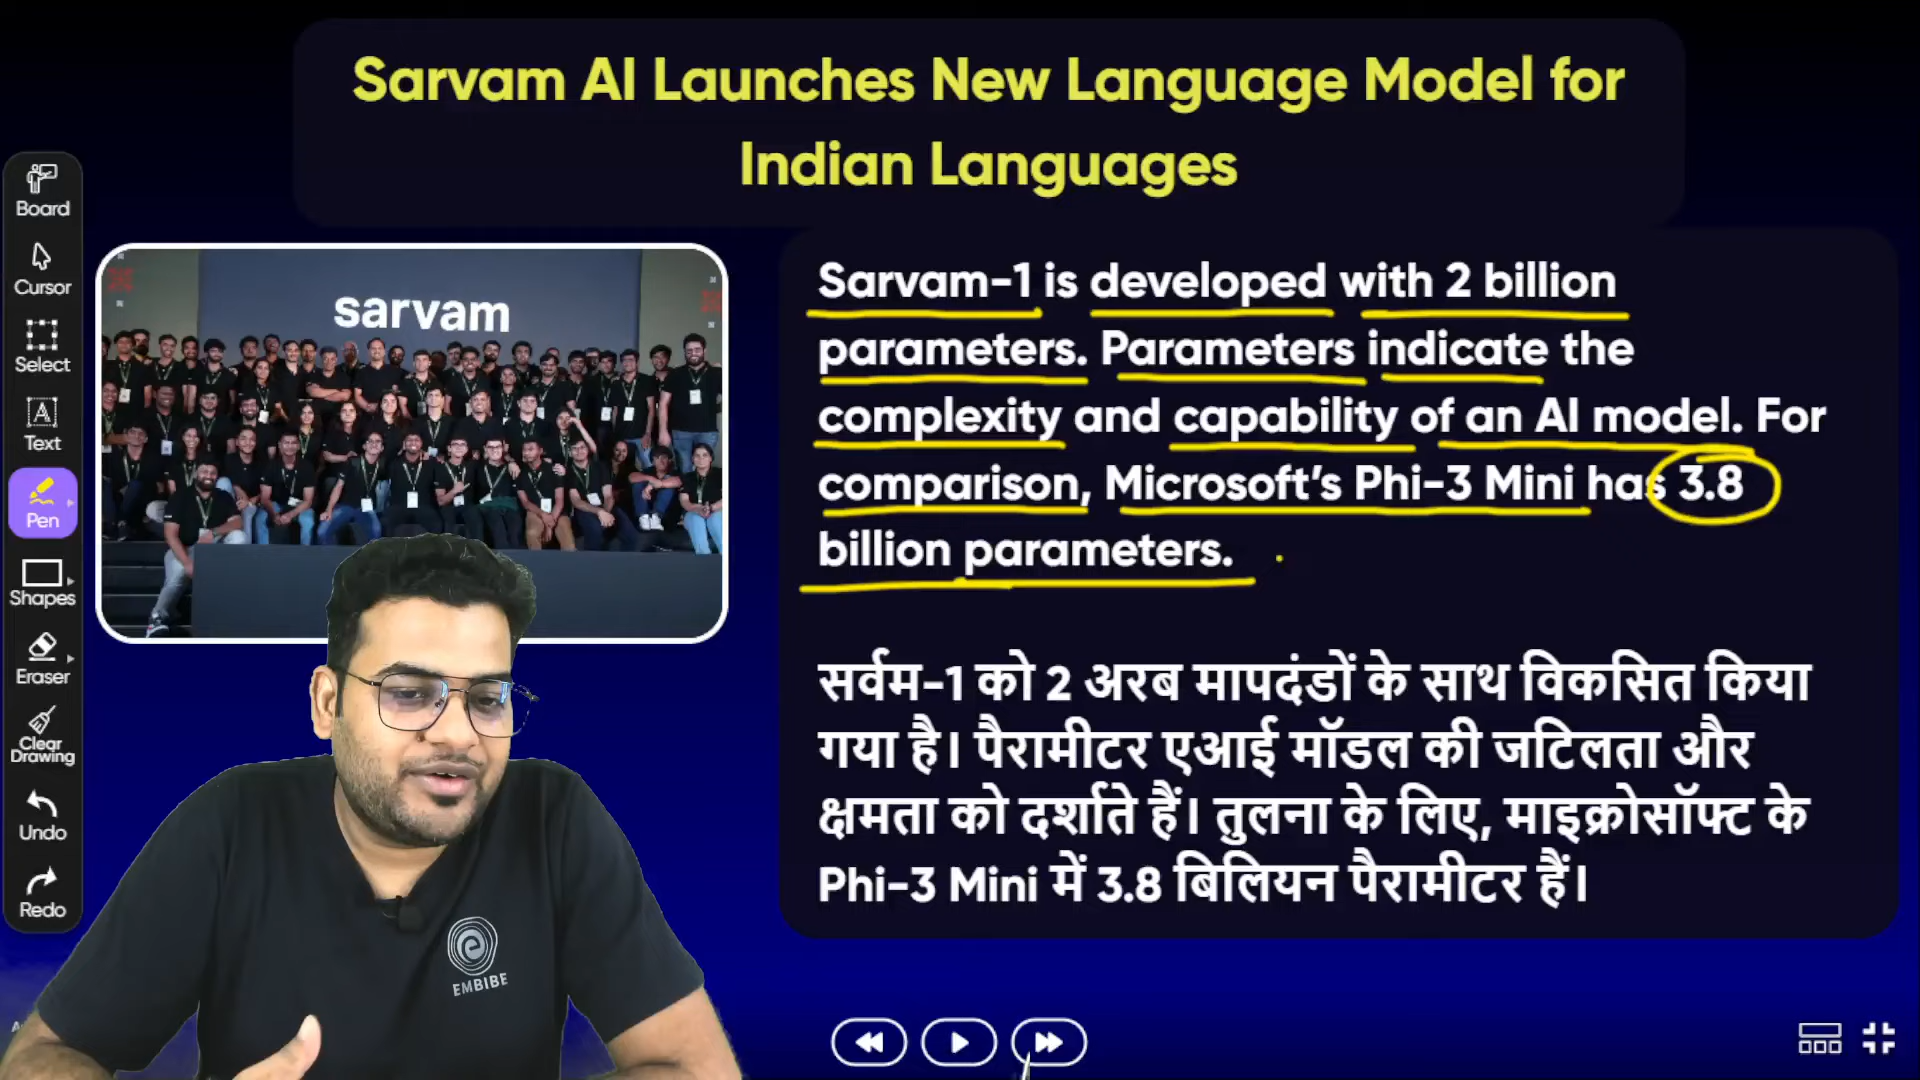 Sarvam AI Launches New Language Model for
Indian Languages
Board
Cursor
Select
Text
Pen
Shapes
Eraser
Clear
Drawing
Undo
Redo
sarvam
Sarvam-1 is developed with 2 billion
parameters. Parameters indicate the
complexity and capability of an AI model. For
comparison, Microsoft's Phi-3 Mini has 3.8
billion parameters.
सर्वम-1 को 2 अरब मापदंडों के साथ विकसित किया
गया है। पैरामीटर एआई मॉडल की जटिलता और
क्षमता को दर्शाते हैं। तुलना के लिए, माइक्रोसॉफ्ट के
Phi-3 Mini में 3.8 बिलियन पैरामीटर हैं।
e
EMBIBE